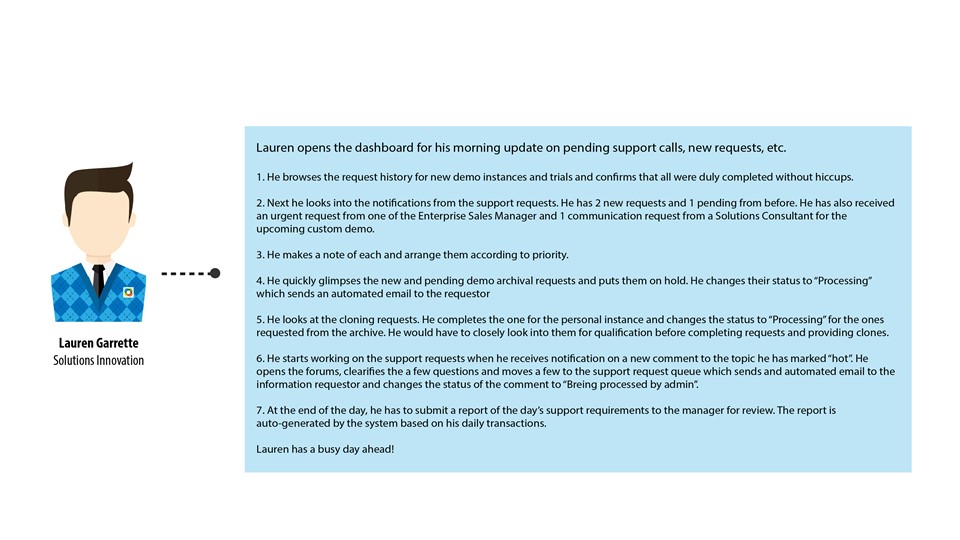 Lauren opens the dashboard for his morning update on pending support calls, new requests, etc.
1. He browses the request history for new demo instances and trials and confirms that all were duly completed without hiccups.
2. Next he looks into the notifications from the support requests. He has 2 new requests and 1 pending from before. He has also received
an urgent request from one of the Enterprise Sales Manager and 1 communication request from a Solutions Consultant for the
upcoming custom demo.
3. He makes a note of each and arrange them according to priority.
4. He quickly glimpses the new and pending demo archival requests and puts them on hold. He changes their status to “Processing”
which sends an automated email to the requestor
5. He looks at the cloning requests. He completes the one for the personal instance and changes the status to “Processing” for the ones
requested from the archive. He would have to closely look into them for qualification before completing requests and providing clones.
6. He starts working on the support requests when he receives notification on a new comment to the topic he has marked “hot”. He
opens the forums, clearifies the a few questions and moves a few to the support request queue which sends and automated email to the
information requestor and changes the status of the comment to “Breing processed by admin”.
7. At the end of the day, he has to submit a report of the day’s support requirements to the manager for review. The report is
auto-generated by the system based on his daily transactions.
Lauren has a busy day ahead!
Lauren Garrette
Solutions Innovation